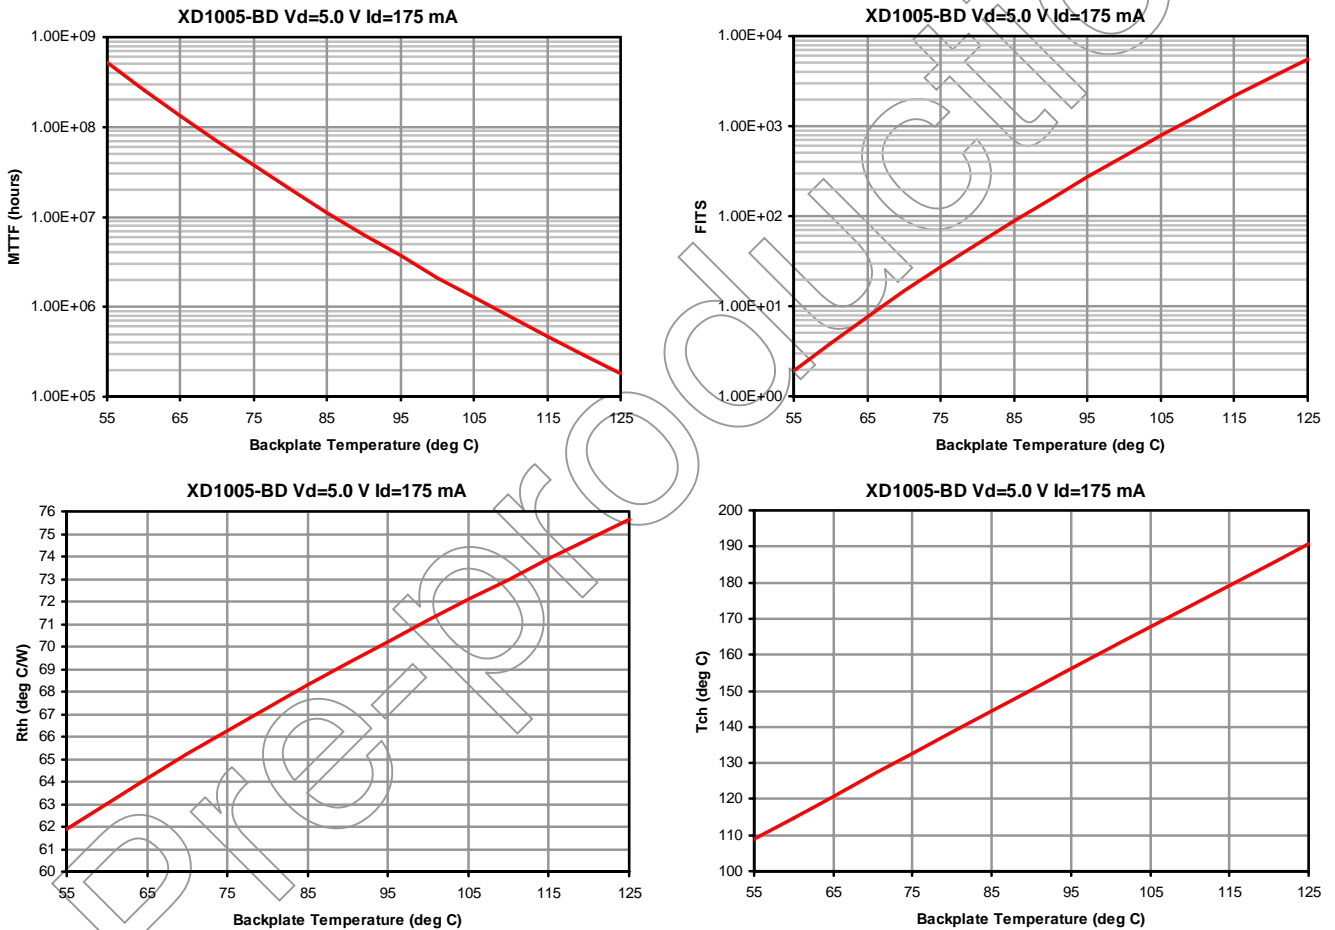 XD1005-BD Vd=5.0 V Id=175 mA
1.00E+09
1.00E+08
1.00E+07
1.00E+06
1.00E+05
MTTF (hours)
55 65 75 85 95 105 115 125
Backplate Temperature (deg C)
XD1005-BD Vd=5.0 V Id=175 mA
1.00E+04
1.00E+03
1.00E+02
1.00E+01
1.00E+00
FITS
55 65 75 85 95 105 115 125
Backplate Temperature (deg C)
XD1005-BD Vd=5.0 V Id=175 mA
76
75
74
73
72
71
70
69
68
67
66
65
64
63
62
61
60
Rth (deg C/W)
55 65 75 85 95 105 115 125
Backplate Temperature (deg C)
XD1005-BD Vd=5.0 V Id=175 mA
200
190
180
170
160
150
140
130
120
110
100
Tch (deg C)
55 65 75 85 95 105 115 125
Backplate Temperature (deg C)
Pre-productio